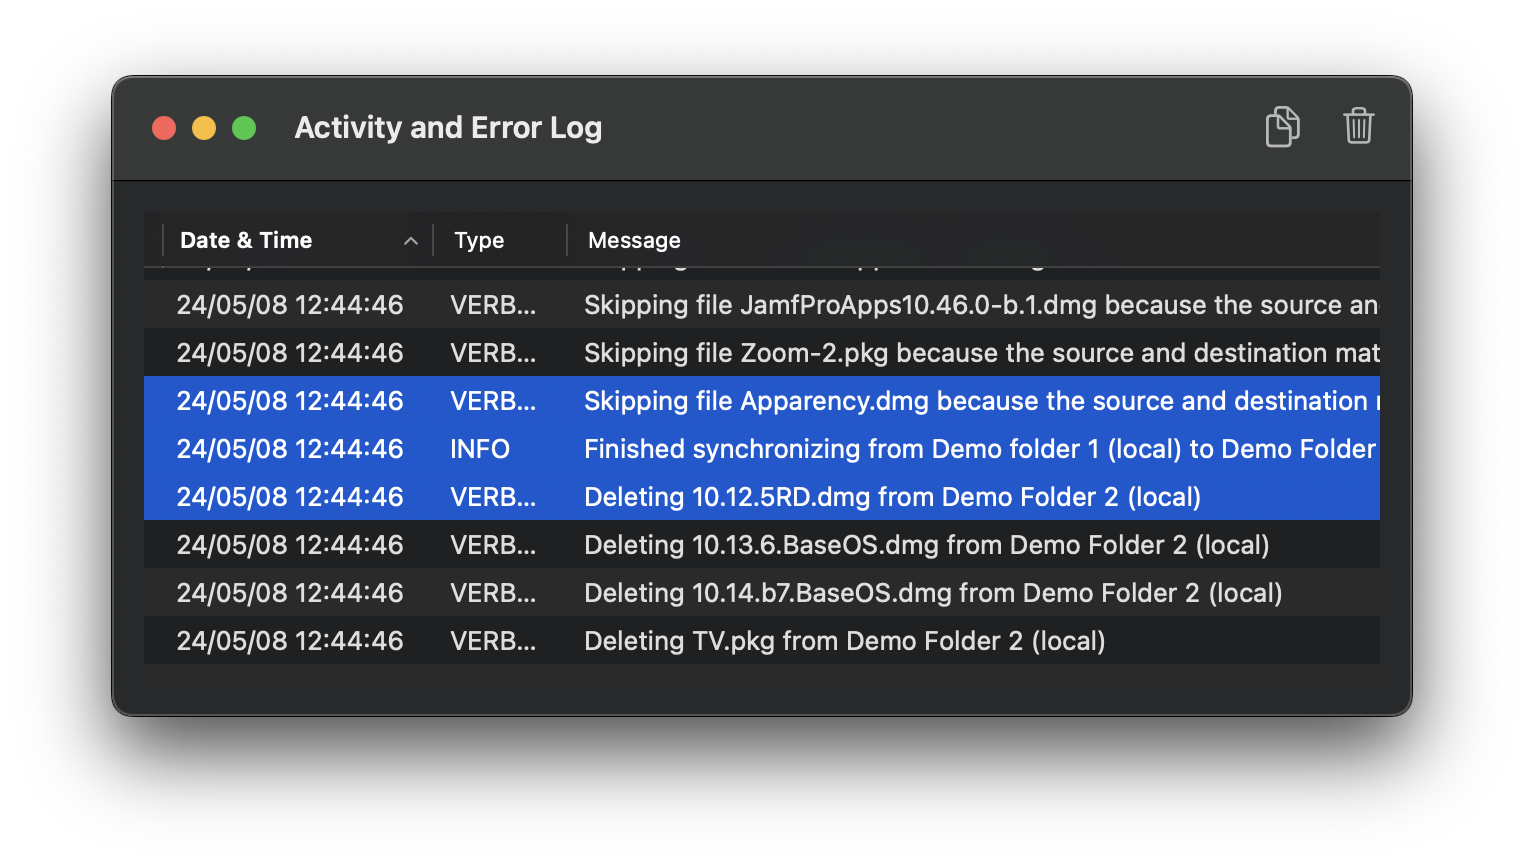 Activity and Error Log
Date & Time Type Message
24/05/08 12:44:46 VERB... Skipping file JamfProApps10.46.0-b.1.dmg because the source an
24/05/08 12:44:46 VERB... Skipping file Zoom-2.pkg because the source and destination mat
24/05/08 12:44:46 VERB... Skipping file Apparency.dmg because the source and destination
24/05/08 12:44:46 INFO Finished synchronizing from Demo folder 1 (local) to Demo Folder
24/05/08 12:44:46 VERB... Deleting 10.12.5RD.dmg from Demo Folder 2 (local)
24/05/08 12:44:46 VERB... Deleting 10.13.6.BaseOS.dmg from Demo Folder 2 (local)
24/05/08 12:44:46 VERB... Deleting 10.14.b7.BaseOS.dmg from Demo Folder 2 (local)
24/05/08 12:44:46 VERB... Deleting TV.pkg from Demo Folder 2 (local)